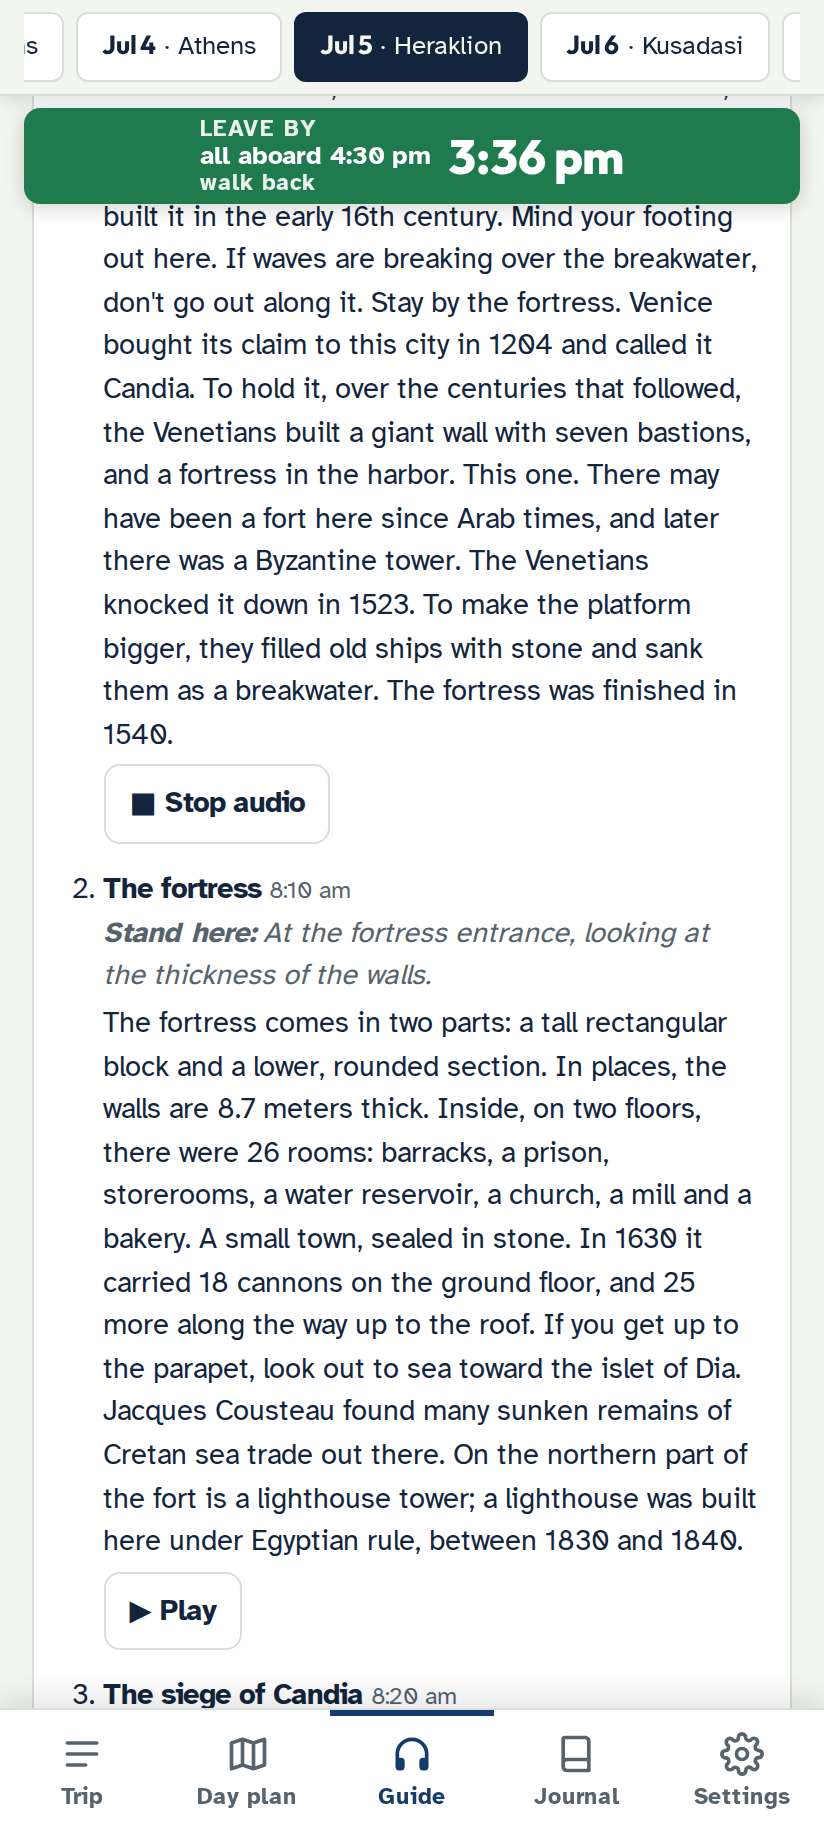 s
Jul 4 · Athens
Jul 5 · Heraklion
Jul 6 · Kusadasi
LEAVE BY
all aboard 4:30 pm
walk back
3:36 pm
built it in the early 16th century. Mind your footing
out here. If waves are breaking over the breakwater,
don't go out along it. Stay by the fortress. Venice
bought its claim to this city in 1204 and called it
Candia. To hold it, over the centuries that followed,
the Venetians built a giant wall with seven bastions,
and a fortress in the harbor. This one. There may
have been a fort here since Arab times, and later
there was a Byzantine tower. The Venetians
knocked it down in 1523. To make the platform
bigger, they filled old ships with stone and sank
them as a breakwater. The fortress was finished in
1540.
■ Stop audio
2. The fortress 8:10 am
Stand here: At the fortress entrance, looking at
the thickness of the walls.
The fortress comes in two parts: a tall rectangular
block and a lower, rounded section. In places, the
walls are 8.7 meters thick. Inside, on two floors,
there were 26 rooms: barracks, a prison,
storerooms, a water reservoir, a church, a mill and a
bakery. A small town, sealed in stone. In 1630 it
carried 18 cannons on the ground floor, and 25
more along the way up to the roof. If you get up to
the parapet, look out to sea toward the islet of Dia.
Jacques Cousteau found many sunken remains of
Cretan sea trade out there. On the northern part of
the fort is a lighthouse tower; a lighthouse was built
here under Egyptian rule, between 1830 and 1840.
▶ Play
3. The siege of Candia 8:20 am
Trip
Day plan
Guide
Journal
Settings